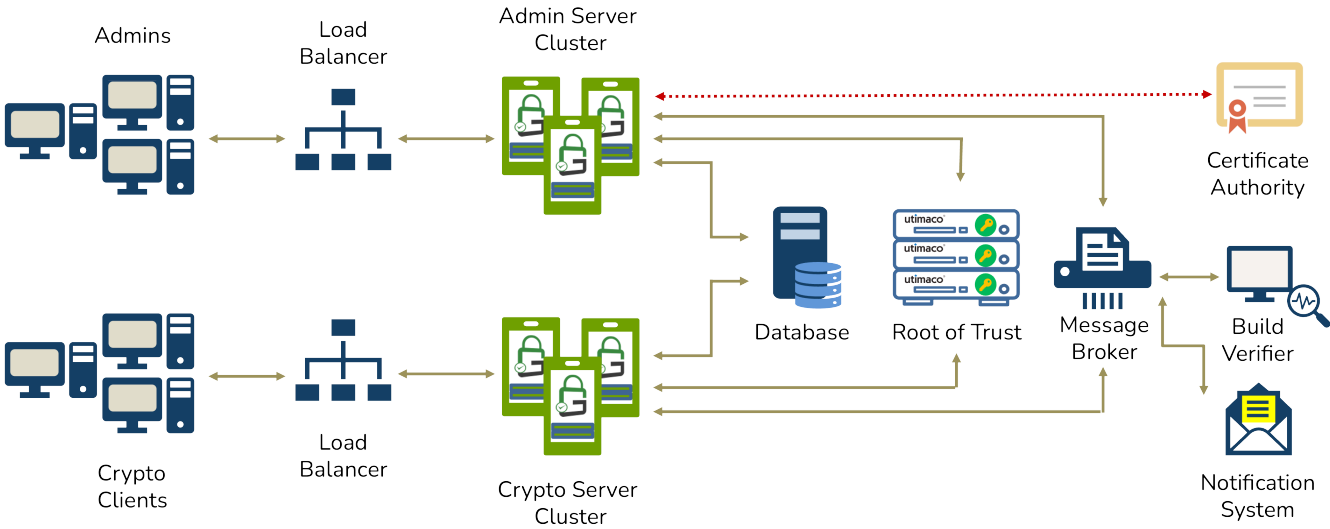 Admins
Load
Balancer
Admin Server
Cluster
Certificate
Authority
utimaco
utimaco
utimaco
Database
Root of Trust
Message
Broker
Build
Verifier
Crypto
Clients
Load
Balancer
Crypto Server
Cluster
Notification
System